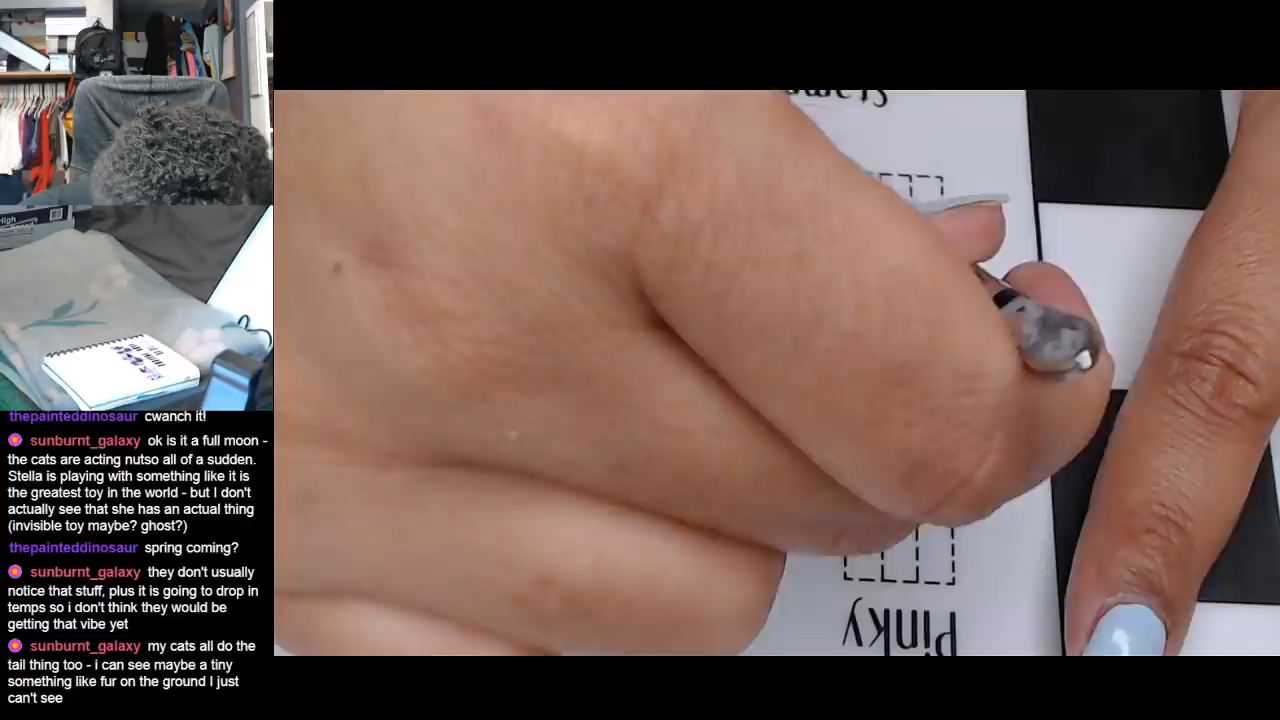 thepainteddinosaur cwanch it!
sunburnt_galaxy ok is it a full moon -
the cats are acting nutso all of a sudden.
Stella is playing with something like it is
the greatest toy in the world - but I don't
actually see that she has an actual thing
(invisible toy maybe? ghost?)
thepainteddinosaur spring coming?
sunburnt_galaxy they don't usually
notice that stuff, plus it is going to drop in
temps so i don't think they would be
getting that vibe yet
sunburnt_galaxy my cats all do the
tail thing too - i can see maybe a tiny
something like fur on the ground I just
can't see
High
Pinky